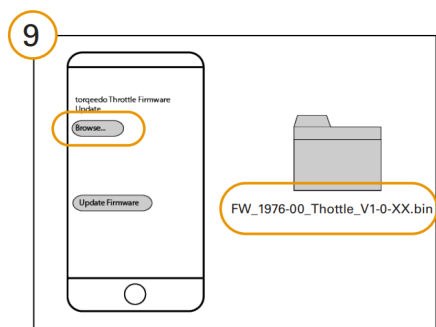 9
torqeedo Throttle Firmware
Update
Browse...
Update Firmware
FW_1976-00_Thottle_V1-0-XX.bin